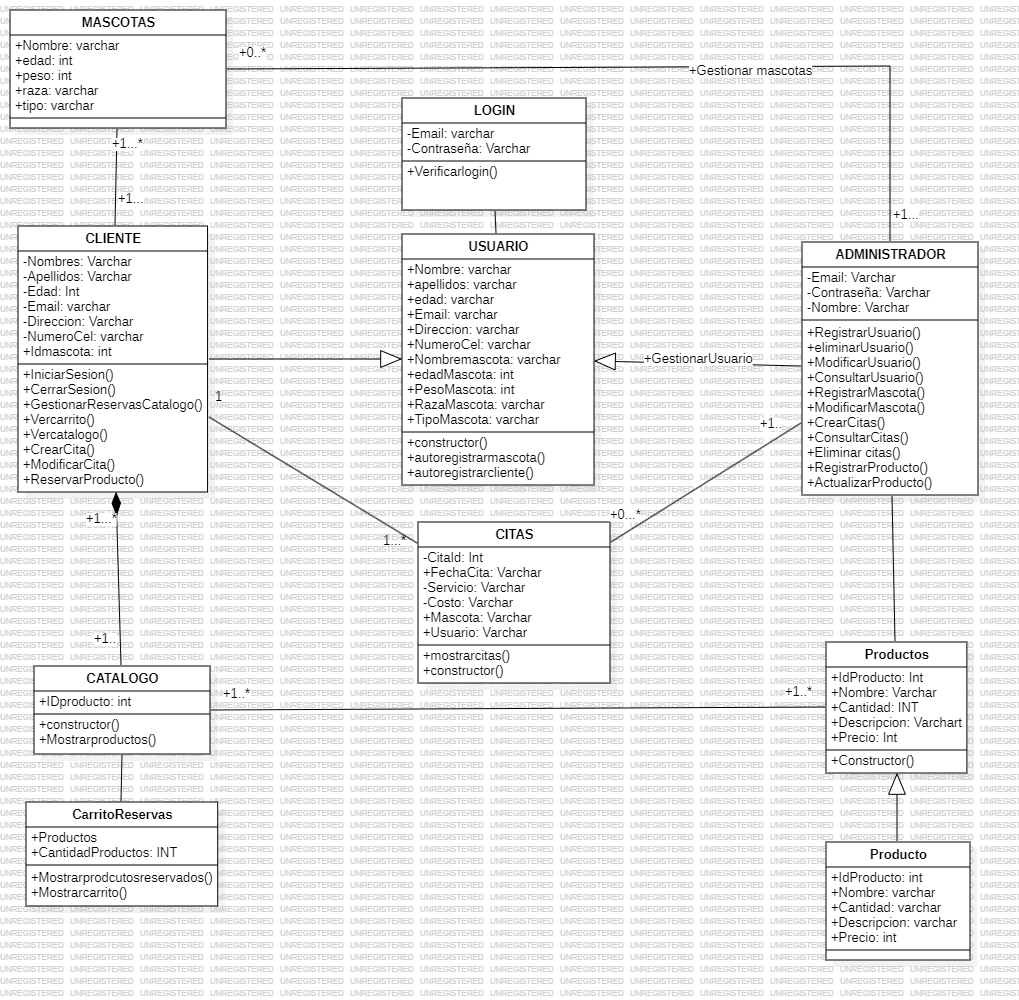 MASCOTAS
+Nombre: varchar
+edad: int
+peso: int
+raza: varchar
+tipo: varchar
+0..*
+Gestionar mascotas
+1...*
+1...
+1...
LOGIN
-Email: varchar
-Contraseña: Varchar
+Verificarlogin()
CLIENTE
-Nombres: Varchar
-Apellidos: Varchar
-Edad: Int
-Email: varchar
-Direccion: Varchar
-NumeroCel: varchar
+Idmascota: int
+IniciarSesion()
+CerrarSesion()
+GestionarReservasCatalogo()
+Vercarrito()
+Vercatalogo()
+CrearCita()
+ModificarCita()
+ReservarProducto()
USUARIO
+Nombre: varchar
+apellidos: varchar
+edad: varchar
+Email: varchar
+Direccion: varchar
+NumeroCel: varchar
+Nombremascota: varchar
+edadMascota: int
+PesoMascota: int
+RazaMascota: varchar
+TipoMascota: varchar
+constructor()
+autoregistrarmascota()
+autoregistrarcliente()
+GestionarUsuario
ADMINISTRADOR
-Email: Varchar
-Contraseña: Varchar
-Nombre: Varchar
+RegistrarUsuario()
+eliminarUsuario()
+ModificarUsuario()
+ConsultarUsuario()
+RegistrarMascota()
+ModificarMascota()
+CrearCitas()
+ConsultarCitas()
+Eliminar citas()
+RegistrarProducto()
+ActualizarProducto()
1
1...*
+1..
+0...*
+1...*
+1..
CITAS
-CitaId: Int
+FechaCita: Varchar
-Servicio: Varchar
-Costo: Varchar
+Mascota: Varchar
+Usuario: Varchar
+mostrarcitas()
+constructor()
CATALOGO
+IDproducto: int
+constructor()
+Mostrarproductos()
+1..*
+1..*
Productos
+IdProducto: Int
+Nombre: Varchar
+Cantidad: INT
+Descripcion: Varchart
+Precio: Int
+Constructor()
CarritoReservas
+Productos
+CantidadProductos: INT
+Mostrarprodcutosreservados()
+Mostrarcarrito()
Producto
+IdProducto: int
+Nombre: varchar
+Cantidad: varchar
+Descripcion: varchar
+Precio: int
UNREGISTERED